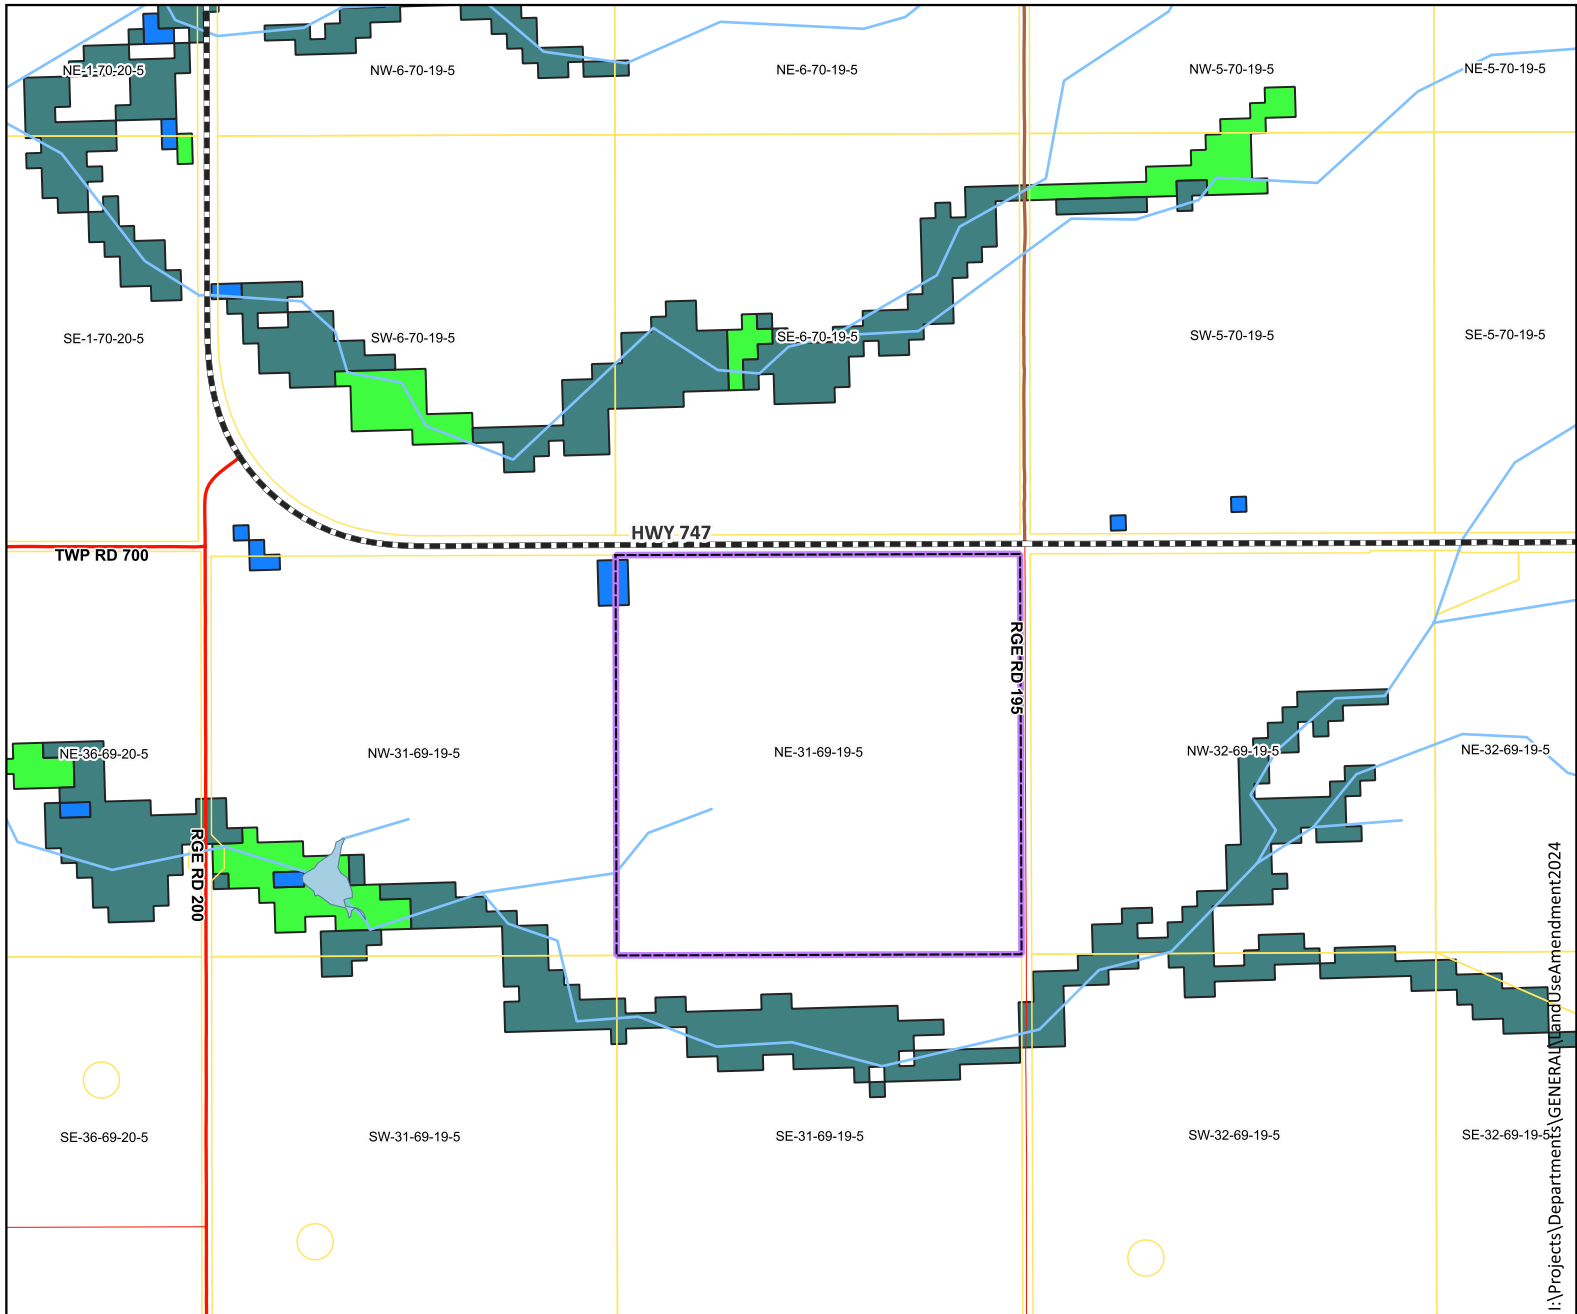 NE-1-70-20-5
NW-6-70-19-5
NE-6-70-19-5
NW-5-70-19-5
NE-5-70-19-5
SE-1-70-20-5
SW-6-70-19-5
SE-6-70-19-5
SW-5-70-19-5
SE-5-70-19-5
HWY 747
TWP RD 700
RGE RD 195
NE-36-69-20-5
NW-31-69-19-5
NE-31-69-19-5
NW-32-69-19-5
NE-32-69-19-5
RGE RD 200
SE-36-69-20-5
SW-31-69-19-5
SE-31-69-19-5
SW-32-69-19-5
SE-32-69-19-5
I:\Projects\Departments\GENERAL\LandUseAmendment2024